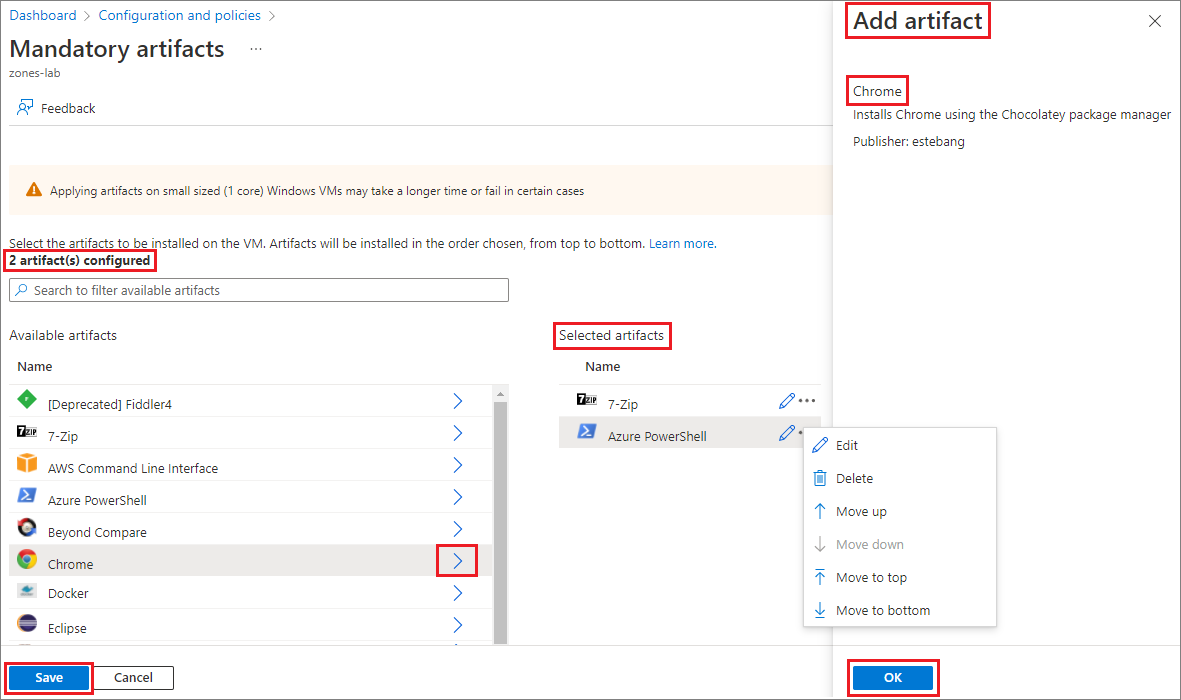 Dashboard > Configuration and policies >
Mandatory artifacts ...
zones-lab
Feedback
Applying artifacts on small sized (1 core) Windows VMs may take a longer time or fail in certain cases
Select the artifacts to be installed on the VM. Artifacts will be installed in the order chosen, from top to bottom. Learn more.
2 artifact(s) configured
Search to filter available artifacts
Available artifacts
Name
[Deprecated] Fiddler4
7ZIP 7-Zip
AWS Command Line Interface
Azure PowerShell
Beyond Compare
Chrome
Docker
Eclipse
Selected artifacts
Name
7ZIP 7-Zip
Azure PowerShell
Edit
Delete
Move up
Move down
Move to top
Move to bottom
Save
Cancel
Add artifact
Chrome
Installs Chrome using the Chocolatey package manager
Publisher: estebang
OK